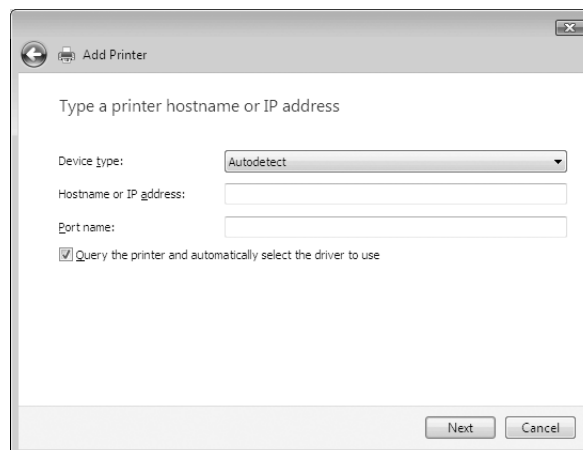 Add Printer
Type a printer hostname or IP address
Device type: Autodetect
Hostname or IP address:
Port name:
Query the printer and automatically select the driver to use
Next Cancel